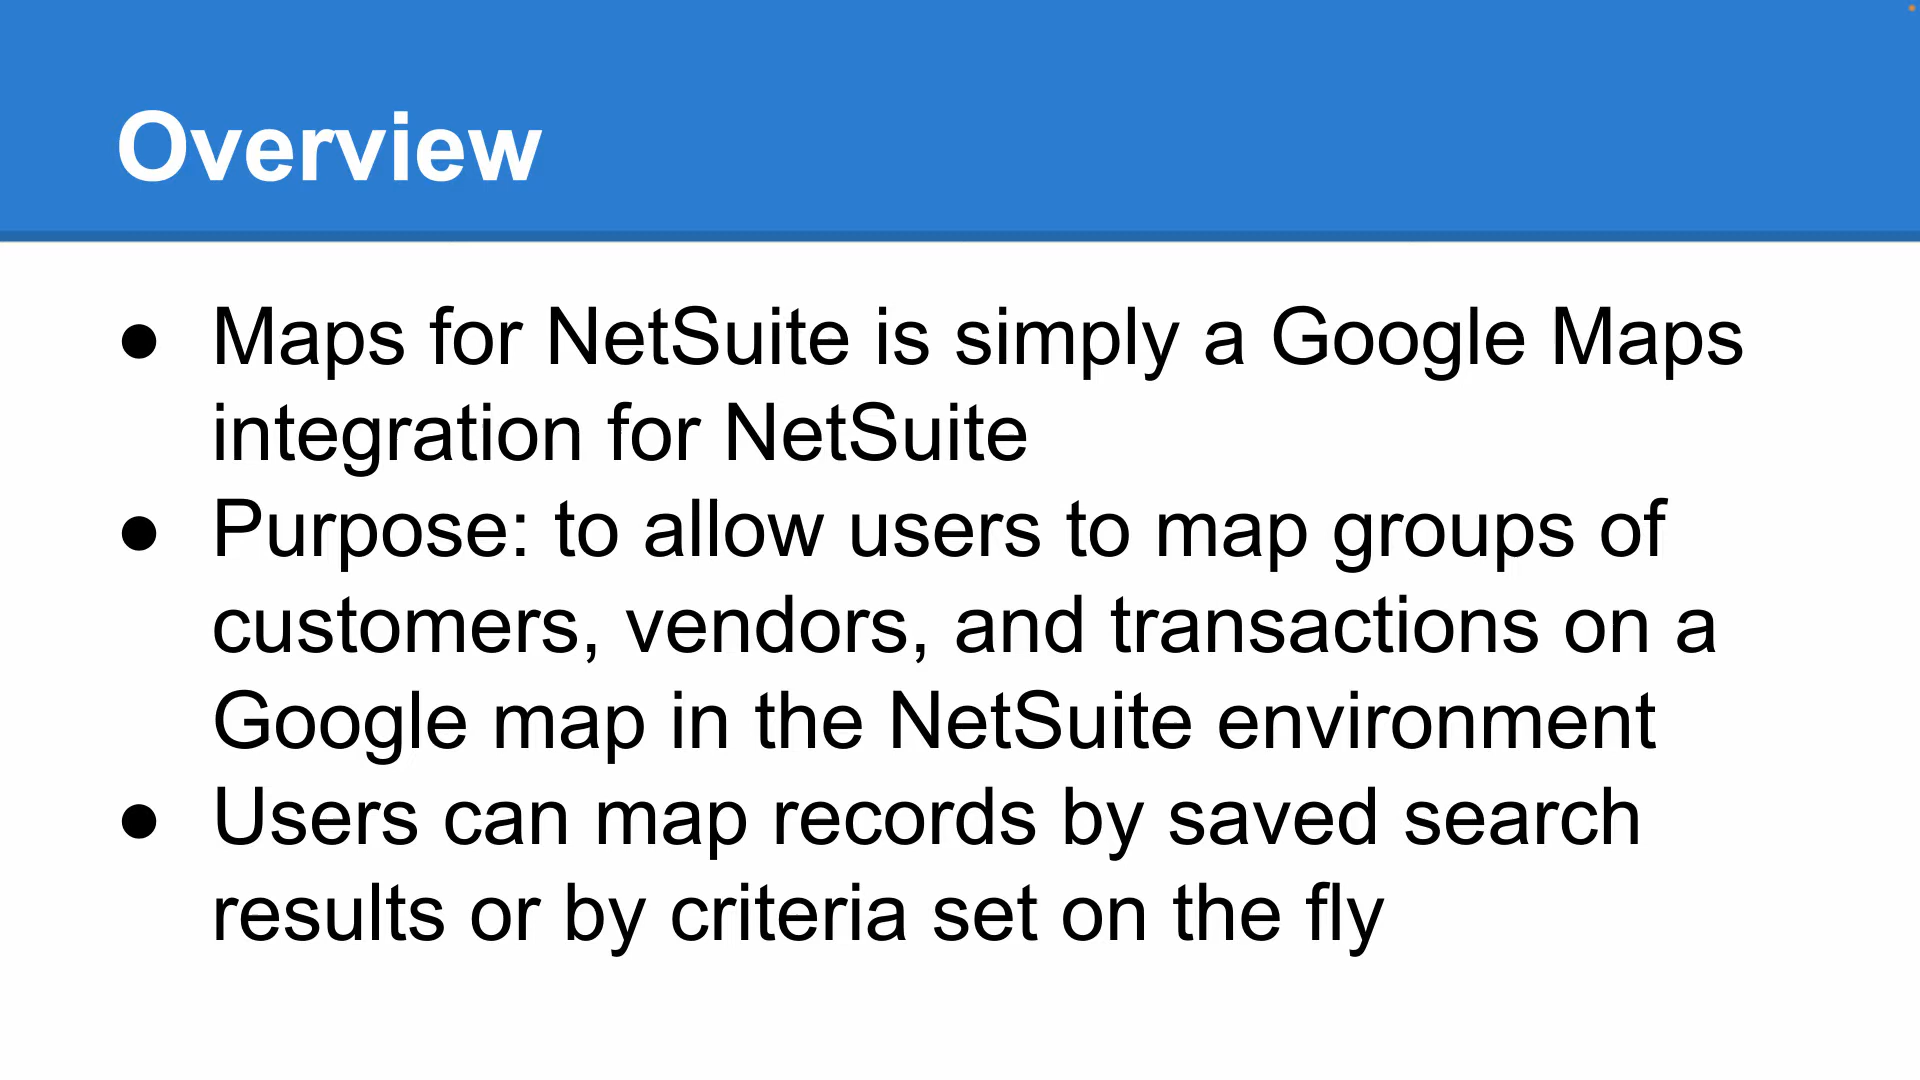 Overview
● Maps for NetSuite is simply a Google Maps
integration for NetSuite
● Purpose: to allow users to map groups of
customers, vendors, and transactions on a
Google map in the NetSuite environment
● Users can map records by saved search
results or by criteria set on the fly